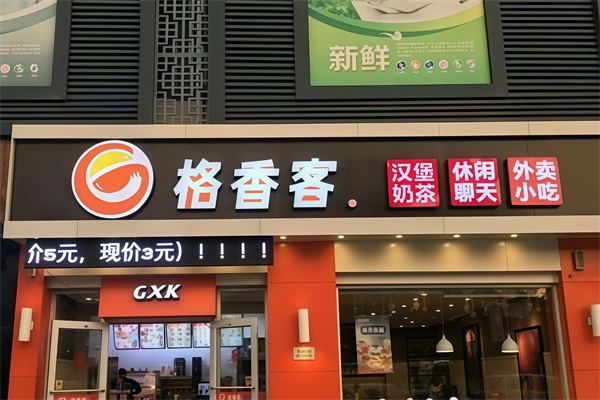 新鲜
格香客
汉堡
奶茶
休闲
聊天
外卖
小吃
介5元，现价3元）！！！！
GXK